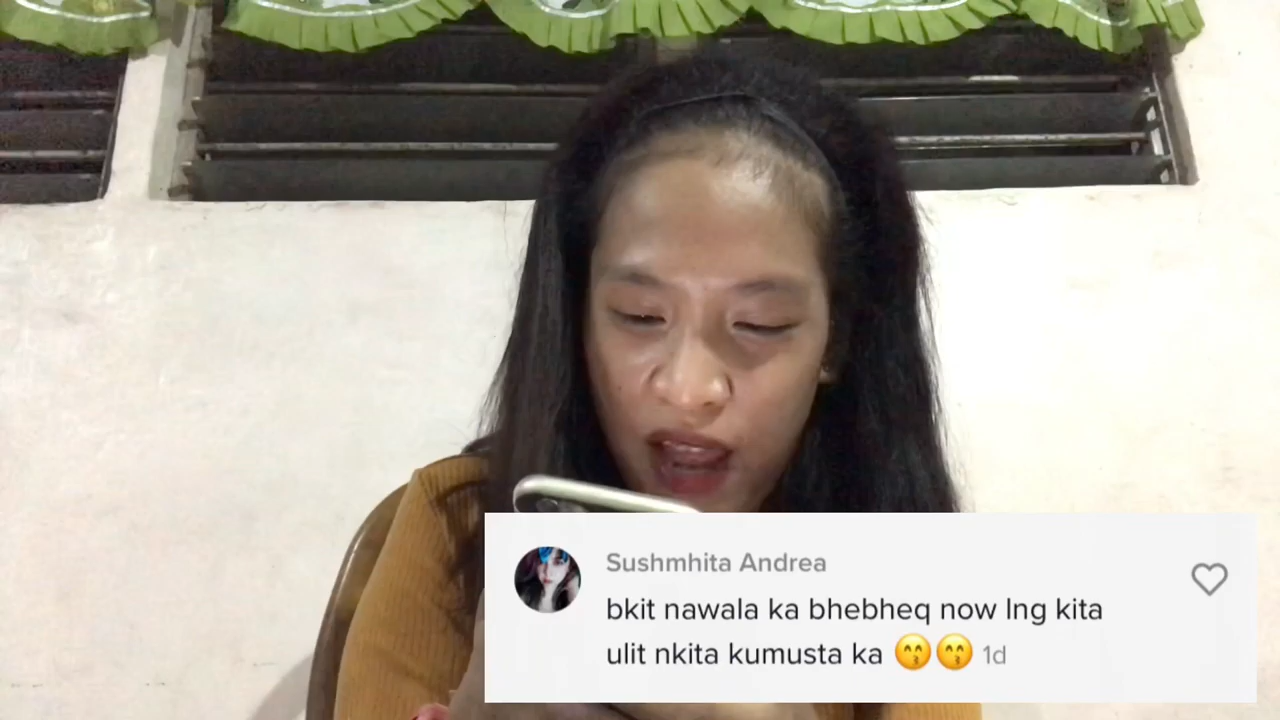 Sushmhita Andrea
bkit nawala ka bhebheq now lng kita
ulit nkita kumusta ka 😙😙 1d